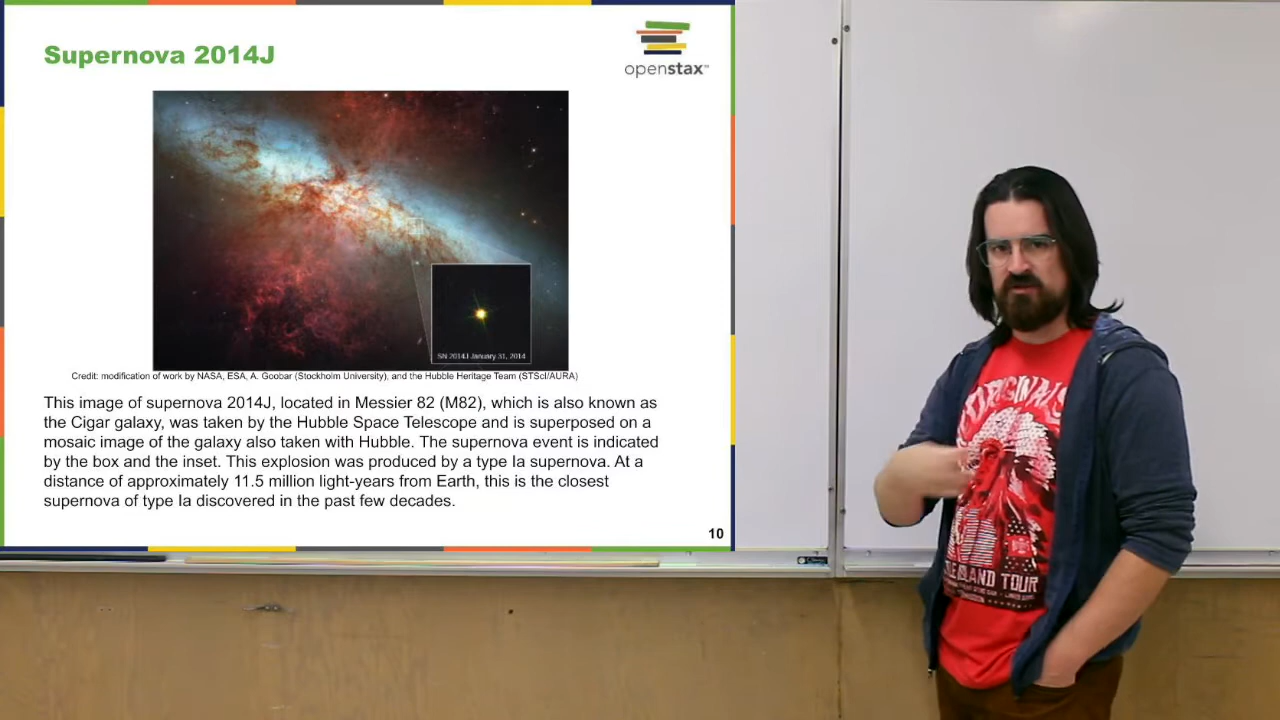 Supernova 2014J
openstax™
SN 2014J January 31, 2014
Credit: modification of work by NASA, ESA, A. Goobar (Stockholm University), and the Hubble Heritage Team (STScI/AURA)
This image of supernova 2014J, located in Messier 82 (M82), which is also known as
the Cigar galaxy, was taken by the Hubble Space Telescope and is superposed on a
mosaic image of the galaxy also taken with Hubble. The supernova event is indicated
by the box and the inset. This explosion was produced by a type Ia supernova. At a
distance of approximately 11.5 million light-years from Earth, this is the closest
supernova of type Ia discovered in the past few decades.
10
ORIGINALS
LAND TOUR